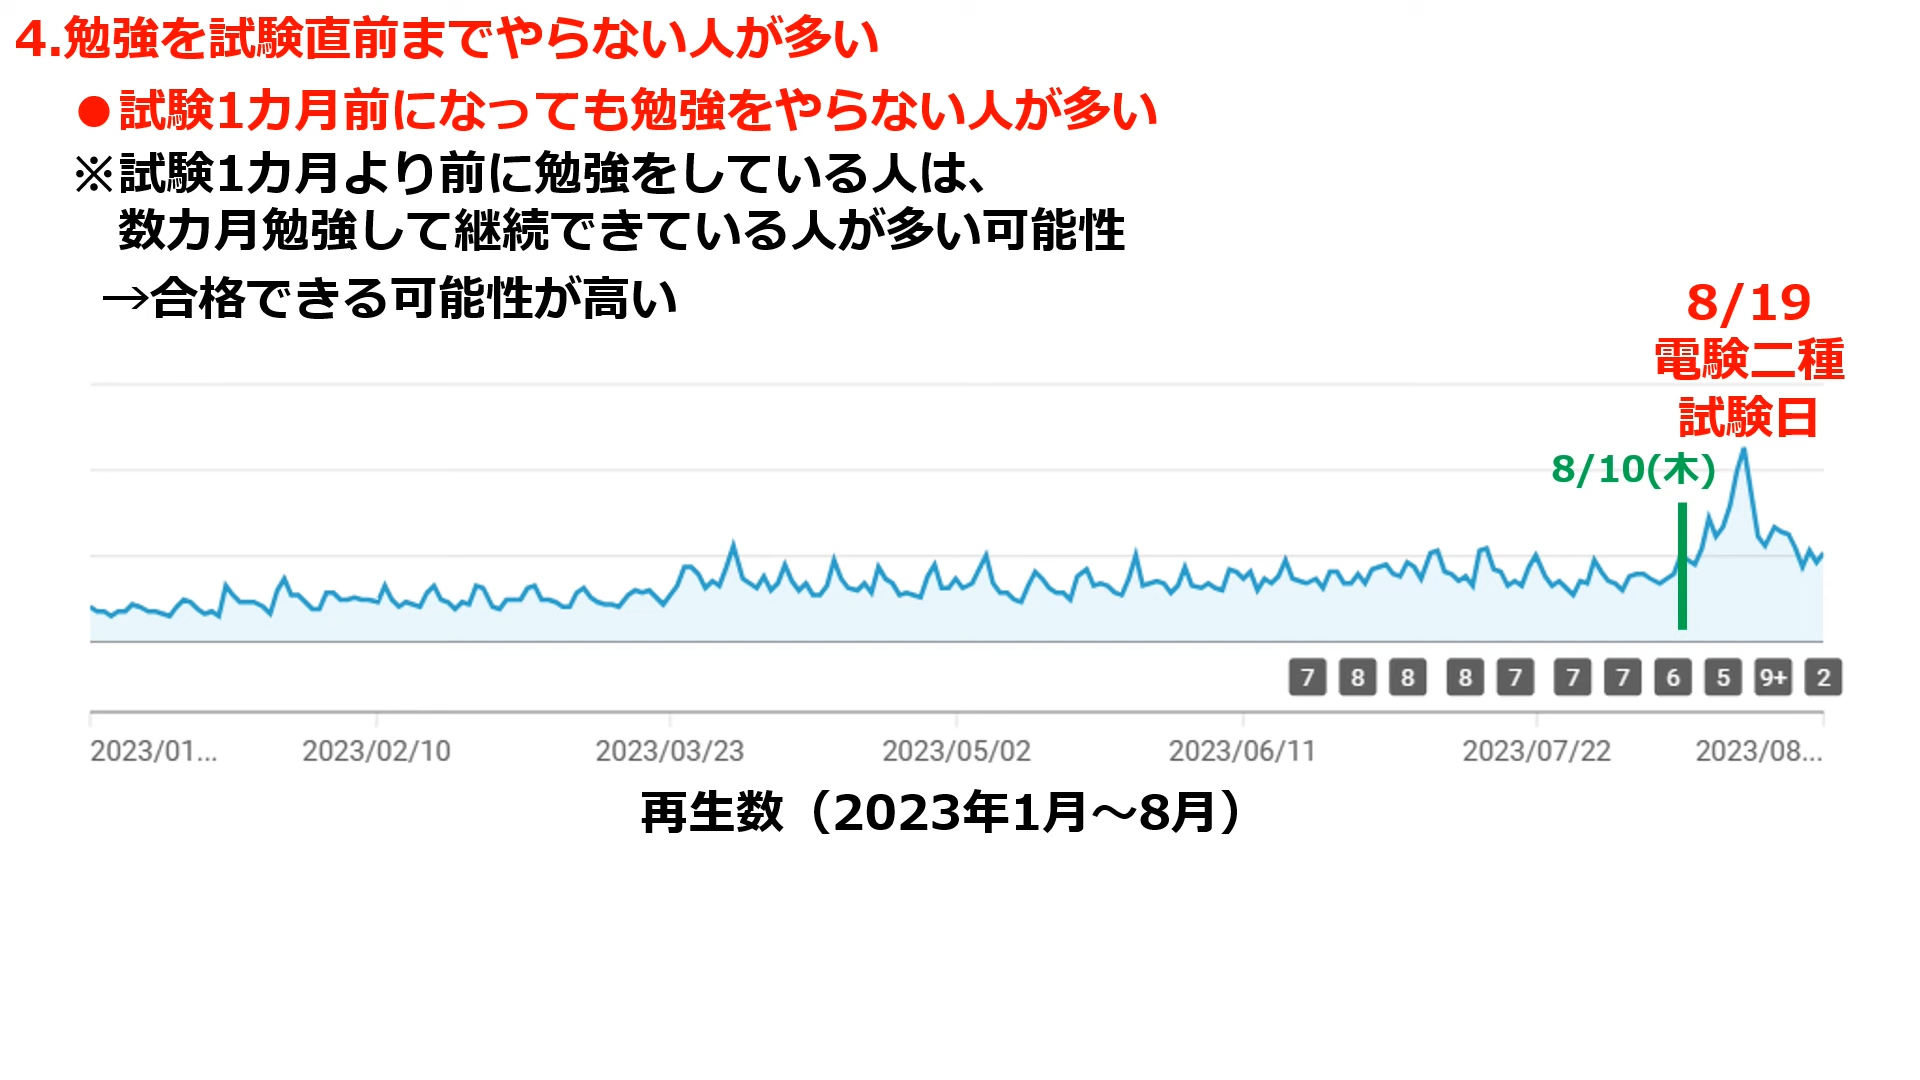 4.勉強を試験直前までやらない人が多い
●試験1カ月前になっても勉強をやらない人が多い
※試験1カ月より前に勉強をしている人は、
数カ月勉強して継続できている人が多い可能性
→合格できる可能性が高い
8/19
電験二種
試験日
8/10(木)
7 8 8 8 7 7 7 6 5 9+ 2
2023/01... 2023/02/10 2023/03/23 2023/05/02 2023/06/11 2023/07/22 2023/08...
再生数（2023年1月～8月）